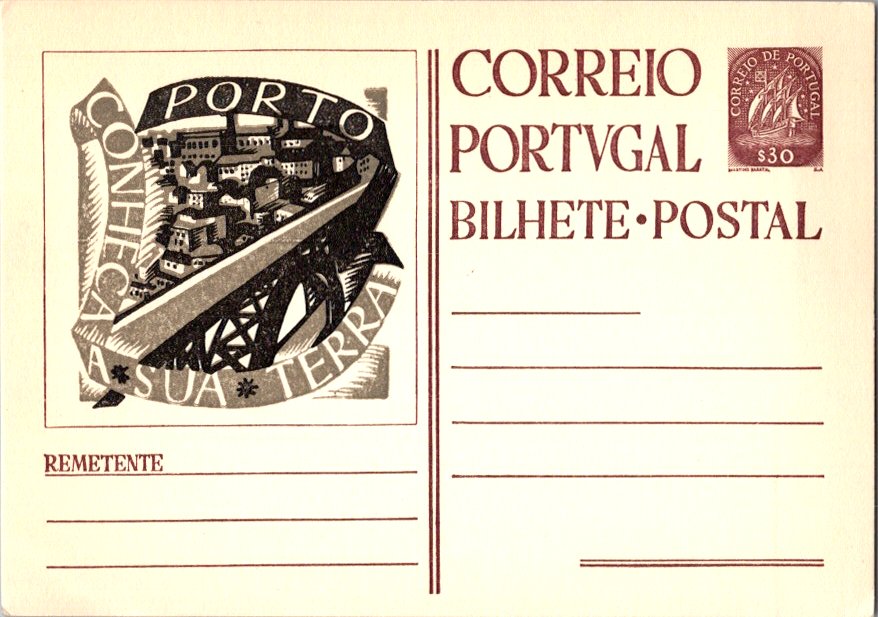 PORTO
CONHEÇA
A * SUA * TERRA
REMETENTE
CORREIO
PORTVGAL
BILHETE•POSTAL
CORREIO DE PORTUGAL
$30